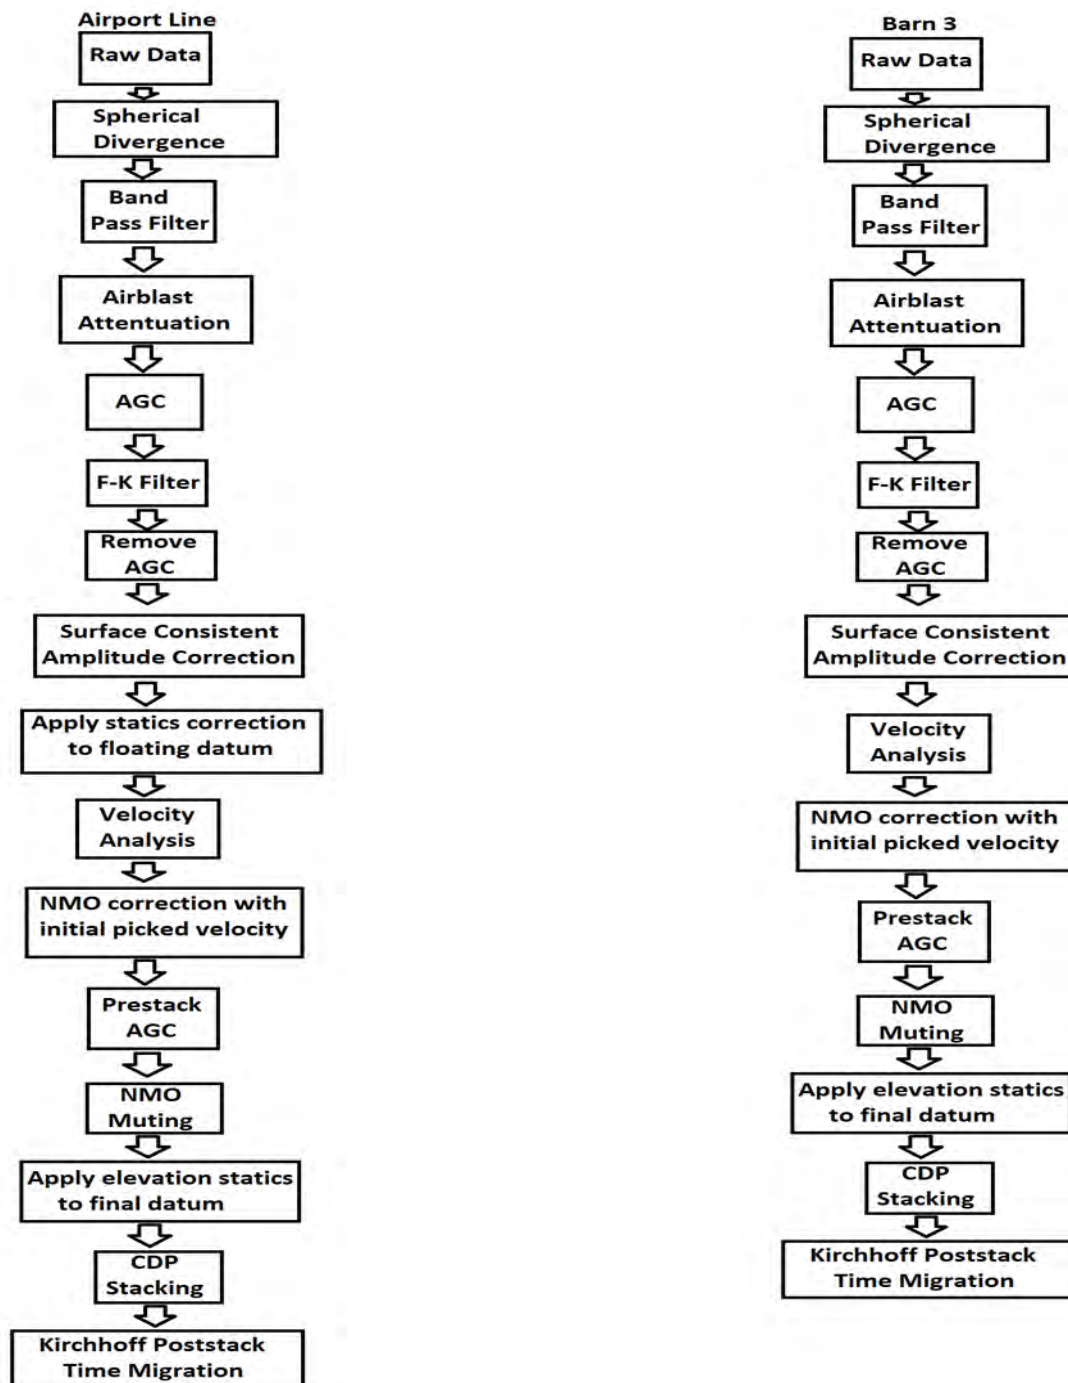 Airport Line
Raw Data
Spherical
Divergence
Band
Pass Filter
Airblast
Attentuation
AGC
F-K Filter
Remove
AGC
Surface Consistent
Amplitude Correction
Apply statics correction
to floating datum
Velocity
Analysis
NMO correction with
initial picked velocity
Prestack
AGC
NMO
Muting
Apply elevation statics
to final datum
CDP
Stacking
Kirchhoff Poststack
Time Migration
Barn 3
Raw Data
Spherical
Divergence
Band
Pass Filter
Airblast
Attentuation
AGC
F-K Filter
Remove
AGC
Surface Consistent
Amplitude Correction
Velocity
Analysis
NMO correction with
initial picked velocity
Prestack
AGC
NMO
Muting
Apply elevation statics
to final datum
CDP
Stacking
Kirchhoff Poststack
Time Migration